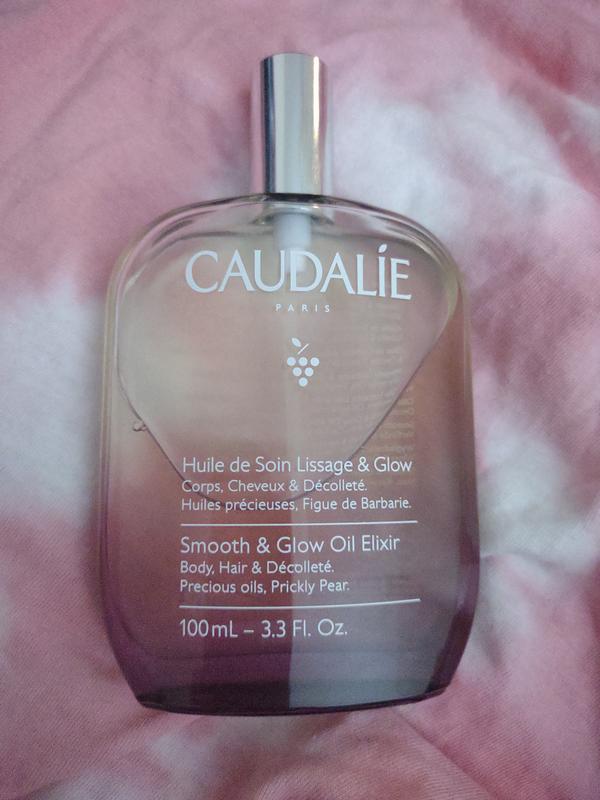 CAUDALÍE
PARIS
Huile de Soin Lissage & Glow
Corps, Cheveux & Décolleté.
Huiles précieuses, Figue de Barbarie.
Smooth & Glow Oil Elixir
Body, Hair & Décolleté.
Precious oils, Prickly Pear.
100mL – 3.3 Fl. Oz.